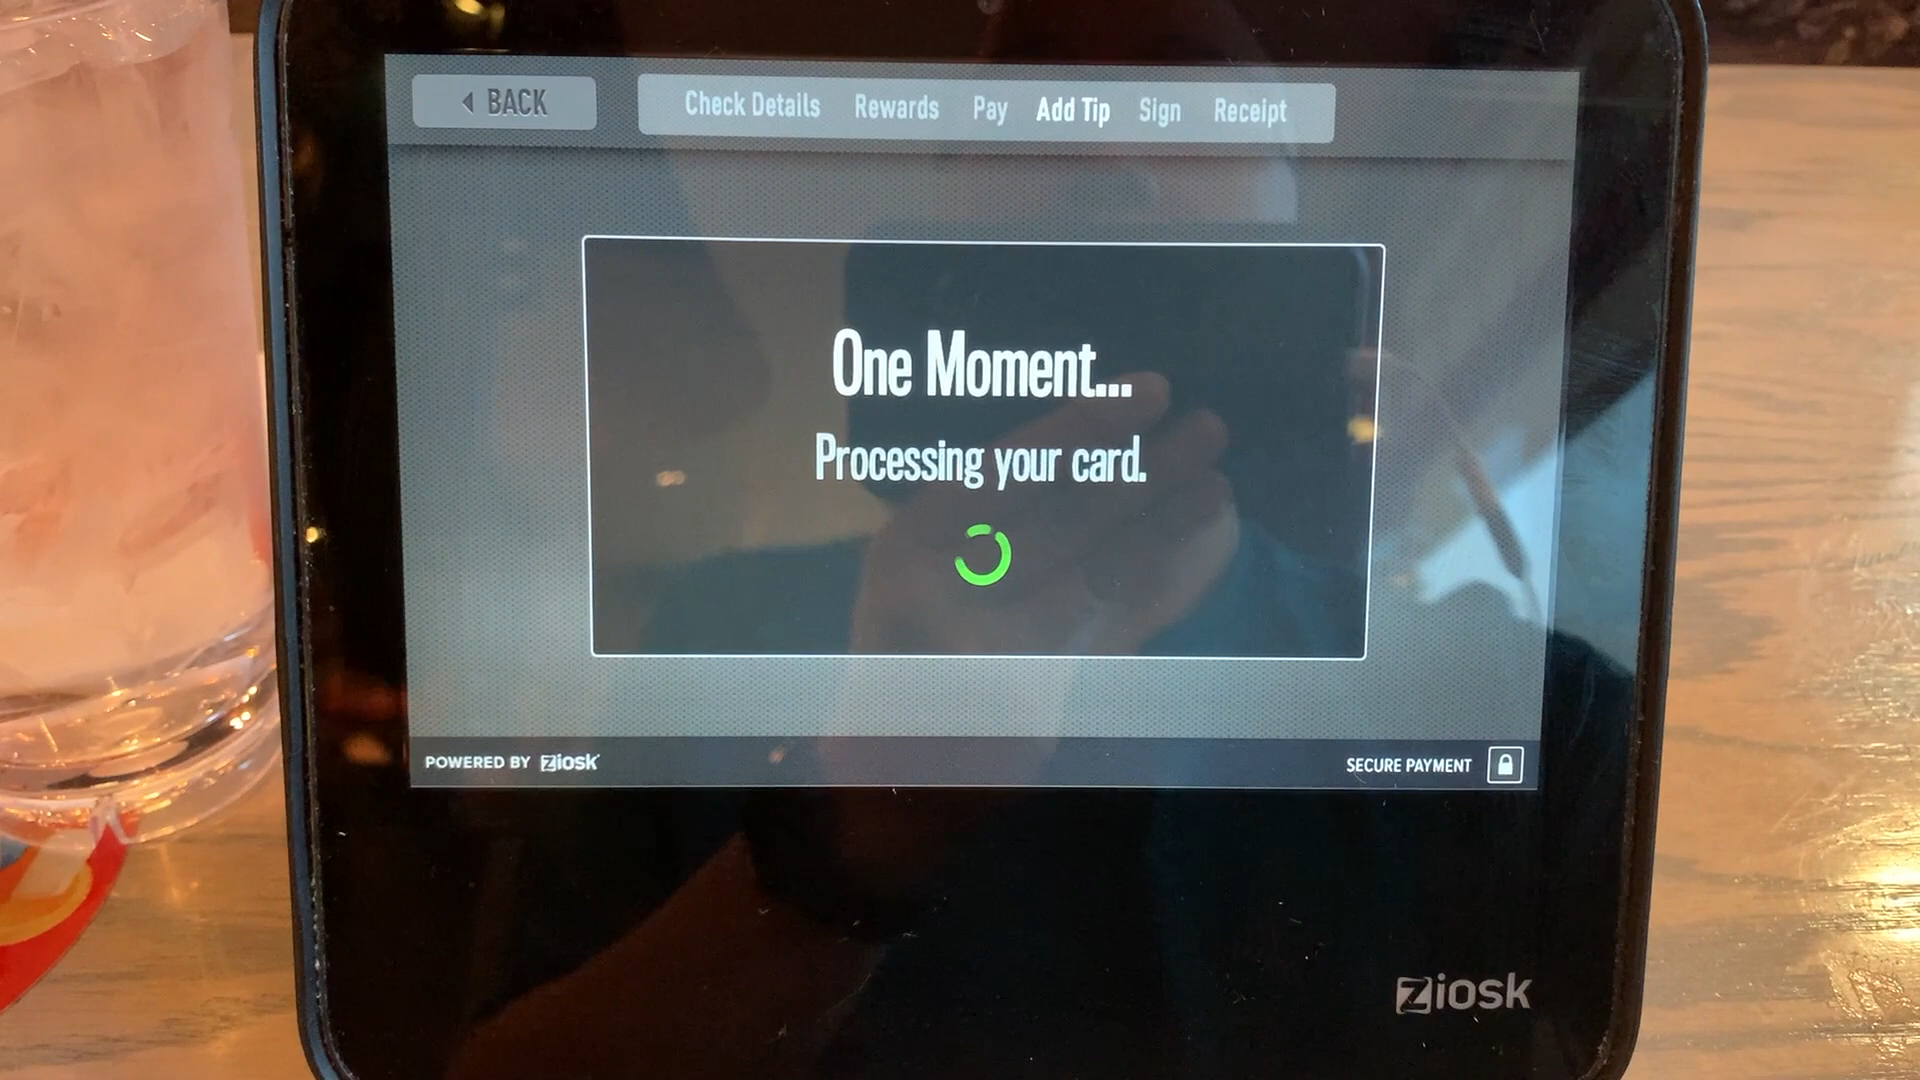 BACK
Check Details Rewards Pay Add Tip Sign Receipt
One Moment...
Processing your card.
POWERED BY Ziosk
SECURE PAYMENT
Ziosk